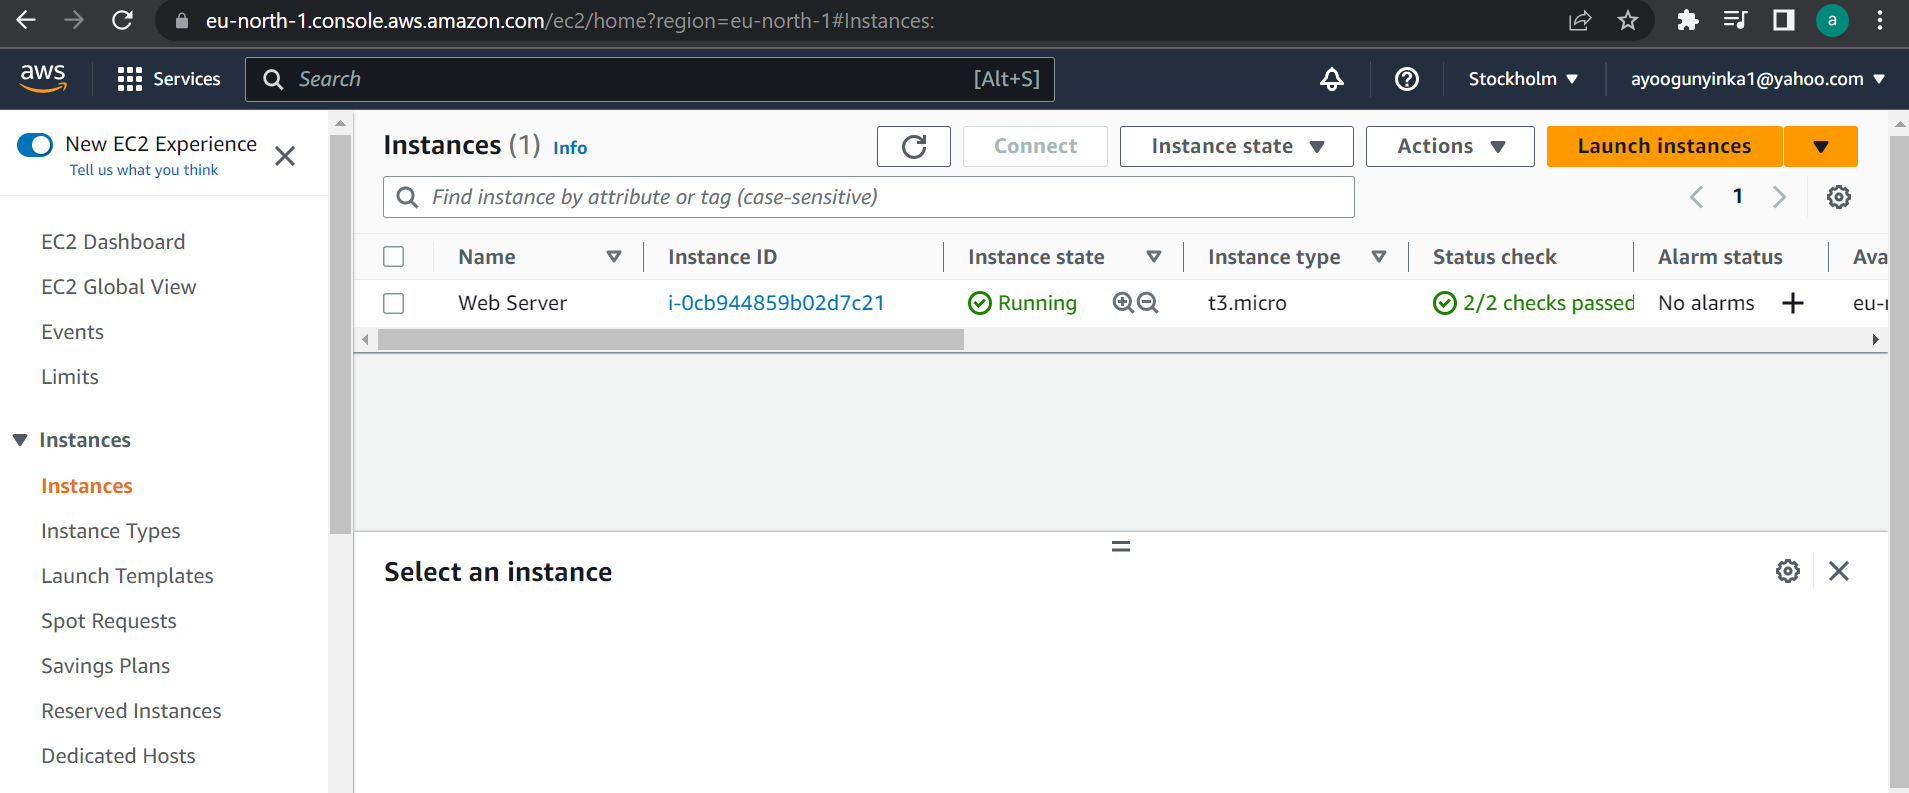 eu-north-1.console.aws.amazon.com/ec2/home?region=eu-north-1#Instances:
a
aws
Services
Search
[Alt+S]
Stockholm
ayoogunyinka1@yahoo.com
New EC2 Experience
Tell us what you think
EC2 Dashboard
EC2 Global View
Events
Limits
Instances
Instances
Instance Types
Launch Templates
Spot Requests
Savings Plans
Reserved Instances
Dedicated Hosts
Instances (1) Info
Connect
Instance state
Actions
Launch instances
Find instance by attribute or tag (case-sensitive)
1
Name Instance ID Instance state Instance type Status check Alarm status Ava
Web Server i-0cb944859b02d7c21 Running t3.micro 2/2 checks passed No alarms + eu-
Select an instance